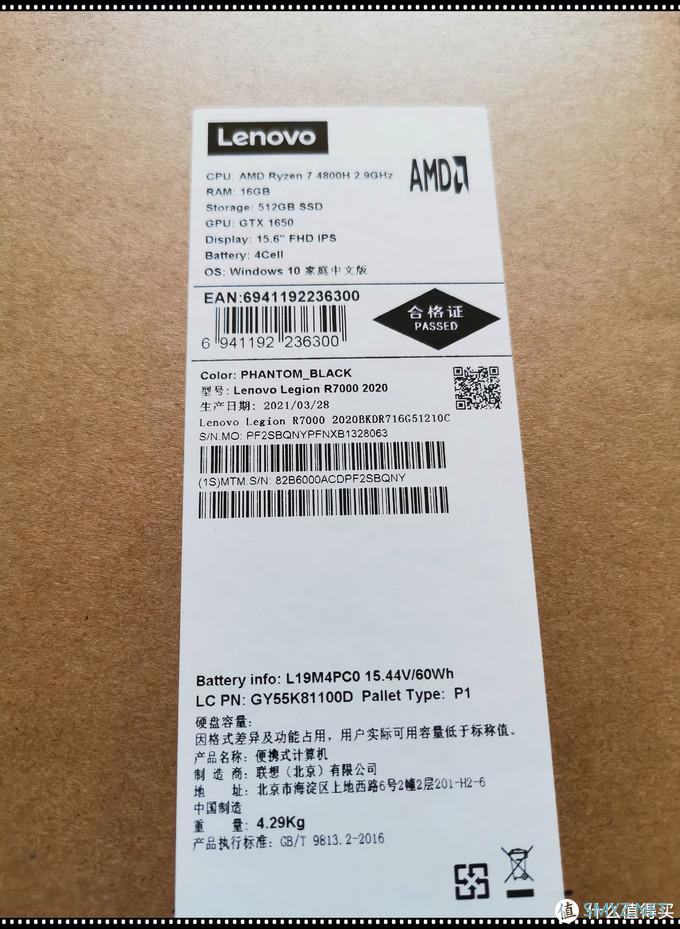 Lenovo
CPU: AMD Ryzen 7 4800H 2.9GHz
AMD
RAM: 16GB
Storage: 512GB SSD
GPU: GTX 1650
Display: 15.6" FHD IPS
Battery: 4Cell
OS: Windows 10 家庭中文版
EAN:6941192236300
6 941192 236300
合格证
PASSED
Color: PHANTOM_BLACK
型号: Lenovo Legion R7000 2020
生产日期: 2021/03/28
Lenovo Legion R7000 2020BKDR716G51210C
S/N.MO: PF2SBQNYPFNXB1328063
(1S)MTM.S/N: 82B6000ACDPF2SBQNY
Battery info: L19M4PC0 15.44V/60Wh
LC PN: GY55K81100D Pallet Type: P1
硬盘容量:
因格式差异及功能占用，用户实际可用容量低于标称值。
产品名称: 便携式计算机
制 造 商: 联想（北京）有限公司
地 址: 北京市海淀区上地西路6号2幢2层201-H2-6
中国制造
重 量: 4.29Kg
产品执行标准: GB/T 9813.2-2016
值 什么值得买